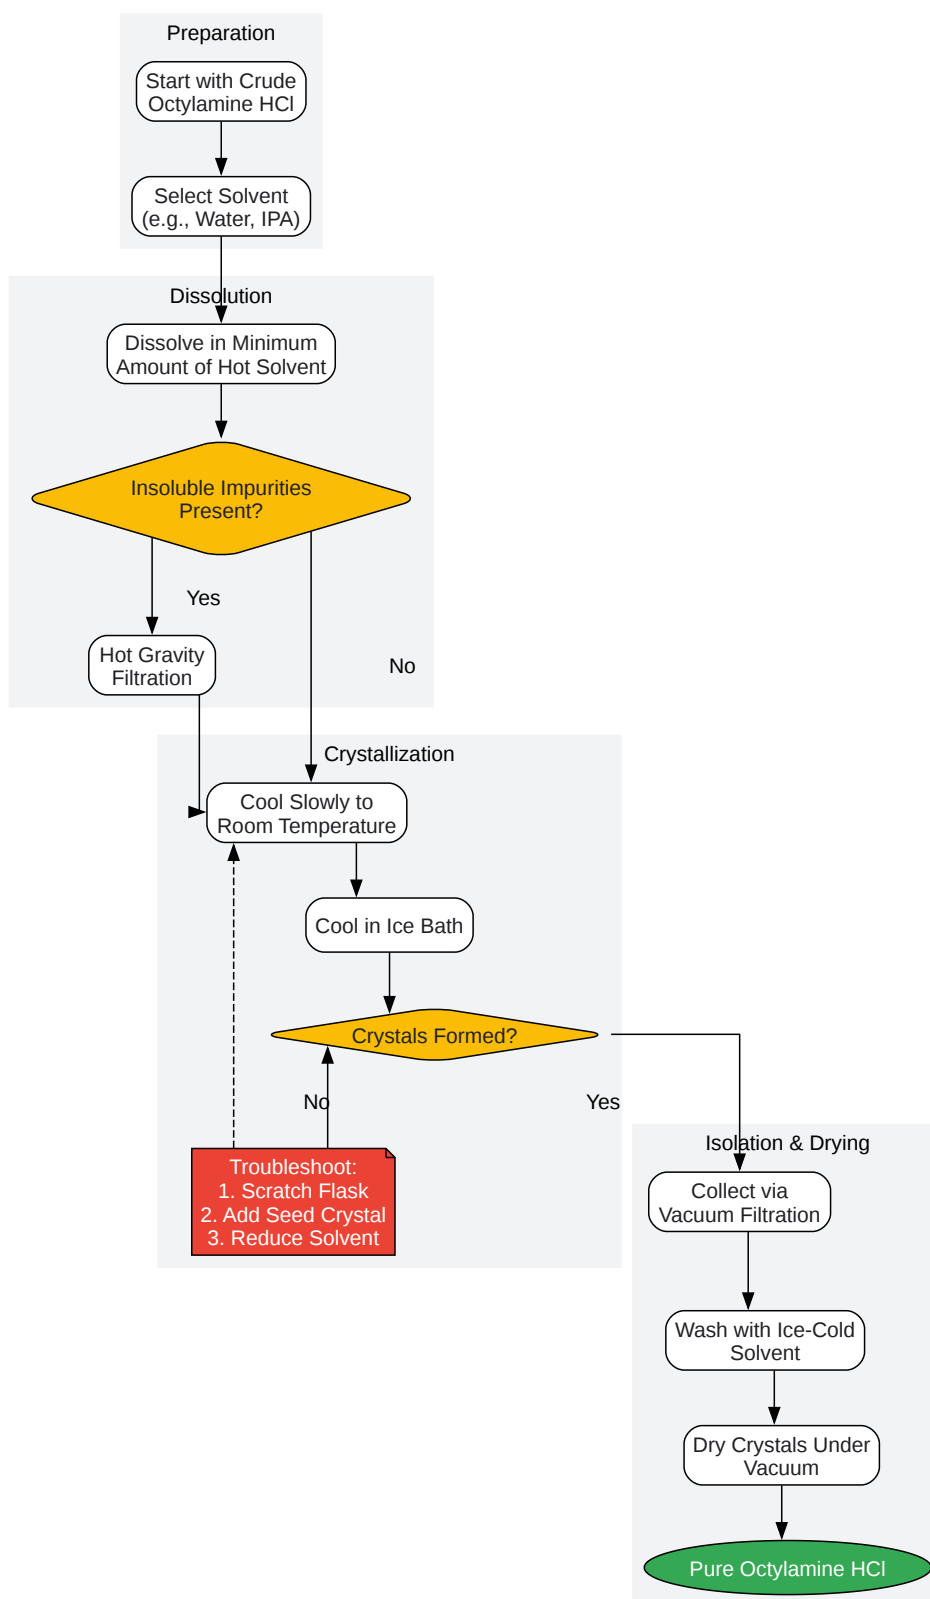 Preparation
Start with Crude
Octylamine HCl
Select Solvent
(e.g., Water, IPA)
Dissolution
Dissolve in Minimum
Amount of Hot Solvent
Insoluble Impurities
Present?
Yes
Hot Gravity
Filtration
No
Crystallization
Cool Slowly to
Room Temperature
Cool in Ice Bath
Crystals Formed?
No
Yes
Troubleshoot:
1. Scratch Flask
2. Add Seed Crystal
3. Reduce Solvent
Isolation & Drying
Collect via
Vacuum Filtration
Wash with Ice-Cold
Solvent
Dry Crystals Under
Vacuum
Pure Octylamine HCl